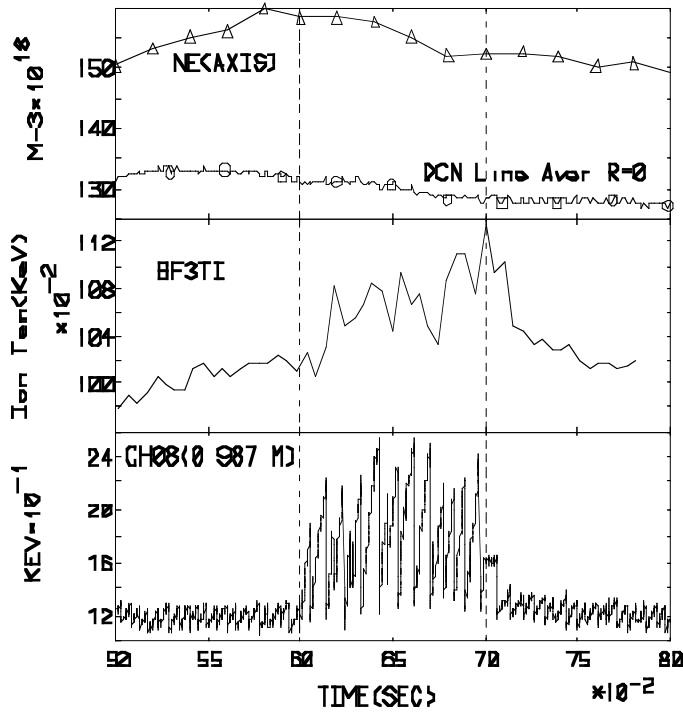 M-3×10^18
150
140
130
NE(AXIS)
DCN Line Aver R=0
Ion Tem(KeV)
×10^-2
112
108
104
100
BF3TI
KEV×10^-1
24
20
16
12
CH08(0 987 M)
50 55 60 65 70 75 80
TIME(SEC)
×10^-2